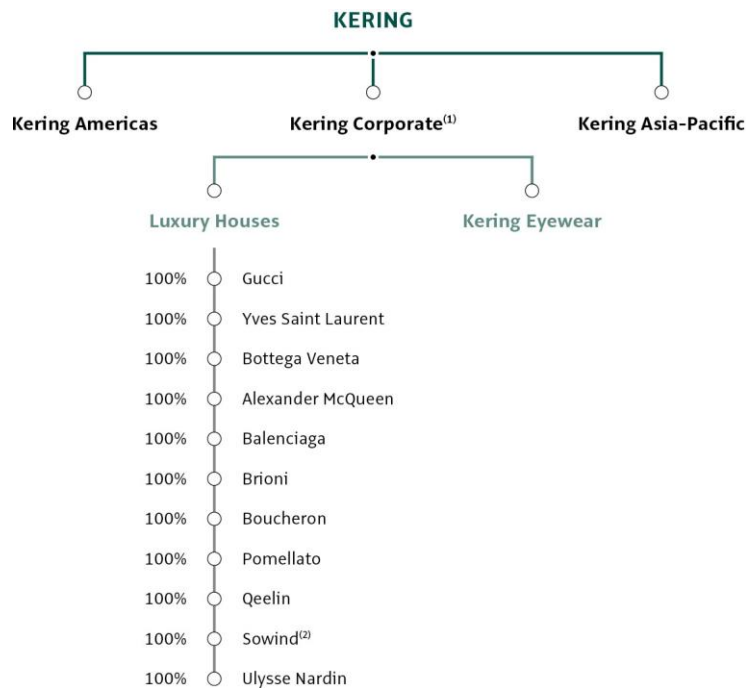 KERING
Kering Americas Kering Corporate(1) Kering Asia-Pacific
Luxury Houses Kering Eyewear
100% Gucci
100% Yves Saint Laurent
100% Bottega Veneta
100% Alexander McQueen
100% Balenciaga
100% Brioni
100% Boucheron
100% Pomellato
100% Qeelin
100% Sowind(2)
100% Ulysse Nardin